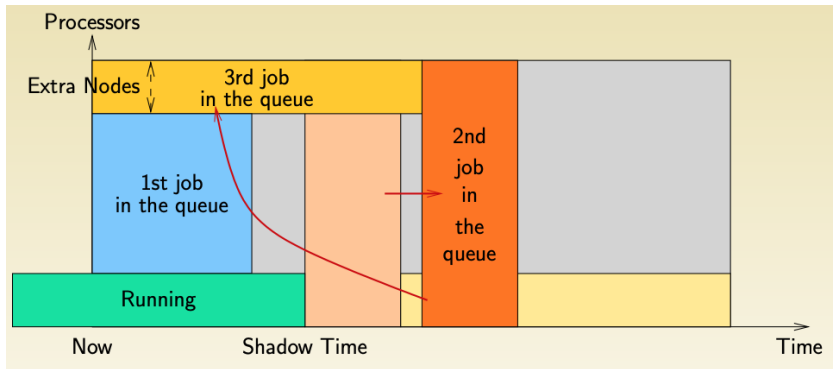 Processors
Extra Nodes
3rd job
in the queue
1st job
in the queue
2nd
job
in
the
queue
Running
Now
Shadow Time
Time